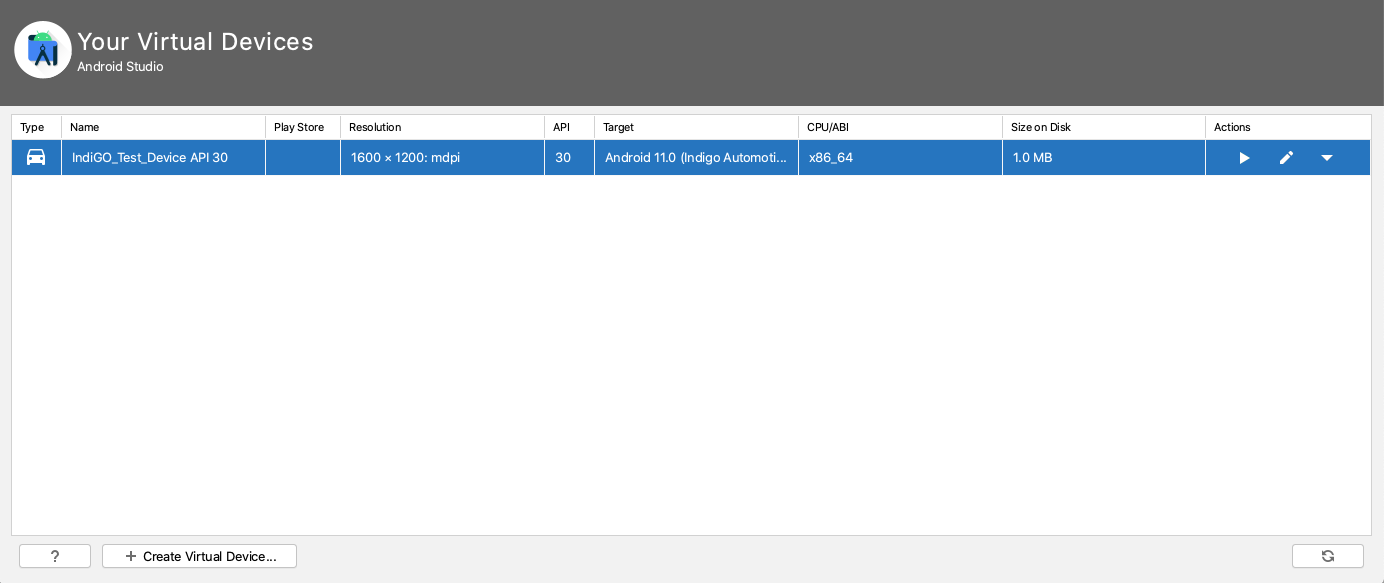 Your Virtual Devices
Android Studio
Type Name Play Store Resolution API Target CPU/ABI Size on Disk Actions
IndiGO_Test_Device API 30 1600 × 1200: mdpi 30 Android 11.0 (Indigo Automoti... x86_64 1.0 MB
? + Create Virtual Device...